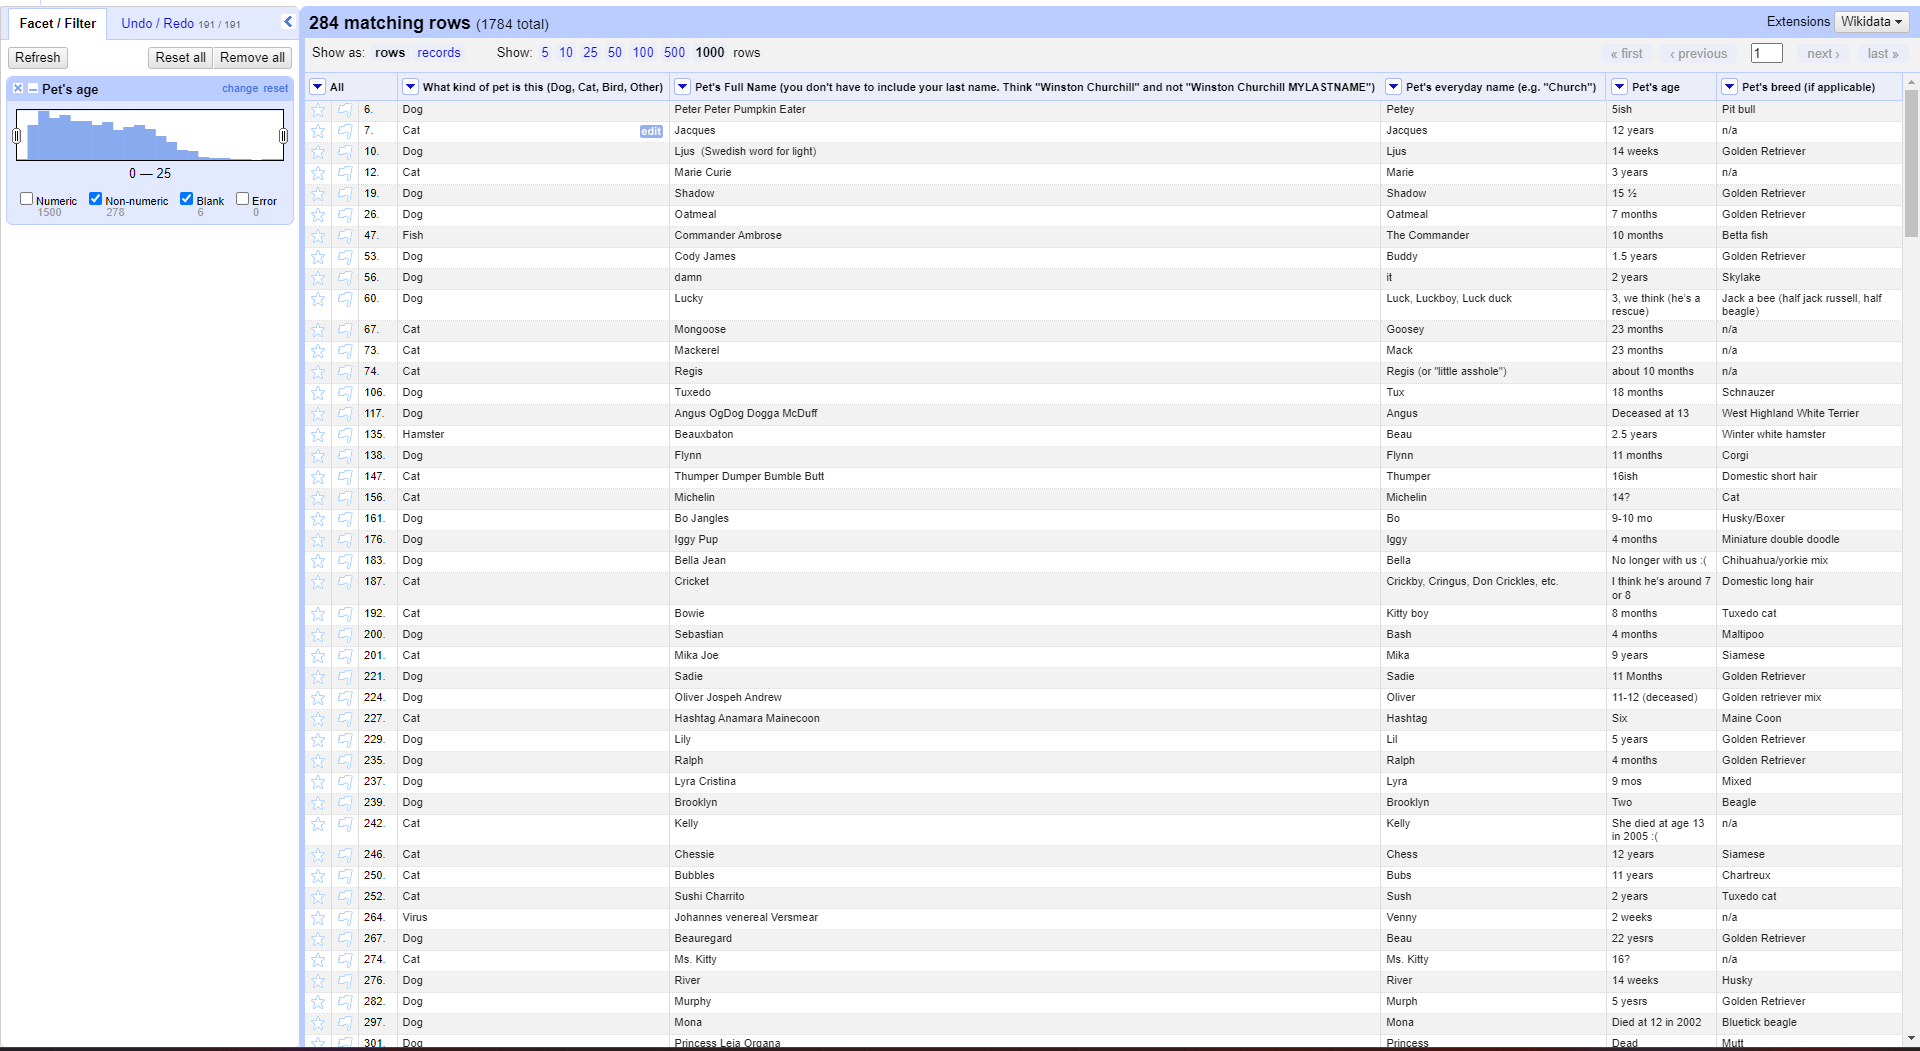 Facet / Filter Undo / Redo 191 / 191
Refresh Reset all Remove all
Pet's age change reset
0 — 25
Numeric Non-numeric Blank Error
1500 278 6 0
284 matching rows (1784 total) Extensions Wikidata
Show as: rows records Show: 5 10 25 50 100 500 1000 rows « first ‹ previous 1 next › last »
All What kind of pet is this (Dog, Cat, Bird, Other) Pet's Full Name (you don't have to include your last name. Think "Winston Churchill" and not "Winston Churchill MYLASTNAME") Pet's everyday name (e.g. "Church") Pet's age Pet's breed (if applicable)
6. Dog Peter Peter Pumpkin Eater Petey 5ish Pit bull
7. Cat edit Jacques Jacques 12 years n/a
10. Dog Ljus (Swedish word for light) Ljus 14 weeks Golden Retriever
12. Cat Marie Curie Marie 3 years n/a
19. Dog Shadow Shadow 15 ½ Golden Retriever
26. Dog Oatmeal Oatmeal 7 months Golden Retriever
47. Fish Commander Ambrose The Commander 10 months Betta fish
53. Dog Cody James Buddy 1.5 years Golden Retriever
56. Dog damn it 2 years Skylake
60. Dog Lucky Luck, Luckboy, Luck duck 3, we think (he's a Jack a bee (half jack russell, half
rescue) beagle)
67. Cat Mongoose Goosey 23 months n/a
73. Cat Mackerel Mack 23 months n/a
74. Cat Regis Regis (or "little asshole") about 10 months n/a
106. Dog Tuxedo Tux 18 months Schnauzer
117. Dog Angus OgDog Dogga McDuff Angus Deceased at 13 West Highland White Terrier
135. Hamster Beauxbaton Beau 2.5 years Winter white hamster
138. Dog Flynn Flynn 11 months Corgi
147. Cat Thumper Dumper Bumble Butt Thumper 16ish Domestic short hair
156. Cat Michelin Michelin 14? Cat
161. Dog Bo Jangles Bo 9-10 mo Husky/Boxer
176. Dog Iggy Pup Iggy 4 months Miniature double doodle
183. Dog Bella Jean Bella No longer with us :( Chihuahua/yorkie mix
187. Cat Cricket Crickby, Cringus, Don Crickles, etc. I think he's around 7 Domestic long hair
or 8
192. Cat Bowie Kitty boy 8 months Tuxedo cat
200. Dog Sebastian Bash 4 months Maltipoo
201. Cat Mika Joe Mika 9 years Siamese
221. Dog Sadie Sadie 11 Months Golden Retriever
224. Dog Oliver Jospeh Andrew Oliver 11-12 (deceased) Golden retriever mix
227. Cat Hashtag Anamara Mainecoon Hashtag Six Maine Coon
229. Dog Lily Lil 5 years Golden Retriever
235. Dog Ralph Ralph 4 months Golden Retriever
237. Dog Lyra Cristina Lyra 9 mos Mixed
239. Dog Brooklyn Brooklyn Two Beagle
242. Cat Kelly Kelly She died at age 13 n/a
in 2005 :(
246. Cat Chessie Chess 12 years Siamese
250. Cat Bubbles Bubs 11 years Chartreux
252. Cat Sushi Charrito Sush 2 years Tuxedo cat
264. Virus Johannes venereal Versmear Venny 2 weeks n/a
267. Dog Beauregard Beau 22 yesrs Golden Retriever
274. Cat Ms. Kitty Ms. Kitty 16? n/a
276. Dog River River 14 weeks Husky
282. Dog Murphy Murph 5 yesrs Golden Retriever
297. Dog Mona Mona Died at 12 in 2002 Bluetick beagle
301. Dog Princess Leia Organa Princess Dead Mutt